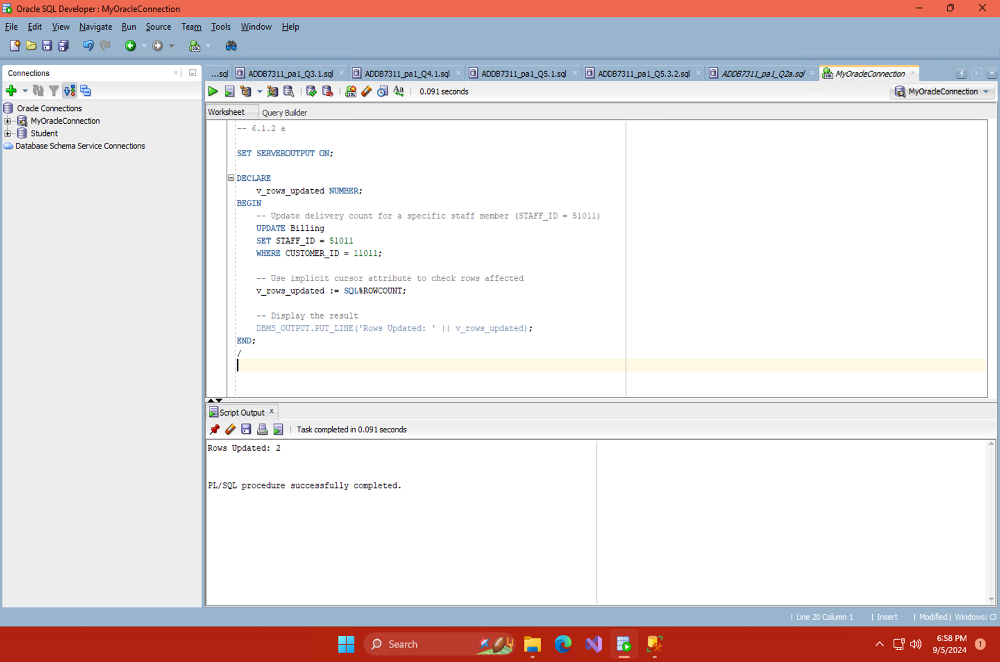 Oracle SQL Developer : MyOracleConnection
File Edit View Navigate Run Source Team Tools Window Help
Connections
...sql ADDB7311_pa1_Q3.1.sql ADDB7311_pa1_Q4.1.sql ADDB7311_pa1_Q5.1.sql ADDB7311_pa1_Q5.3.2.sql ADDB7311_pa1_Q2a.sql MyOracleConnection
0.091 seconds
MyOracleConnection
Oracle Connections
MyOracleConnection
Student
Database Schema Service Connections
Worksheet Query Builder
-- 6.1.2 a
SET SERVEROUTPUT ON;
DECLARE
v_rows_updated NUMBER;
BEGIN
-- Update delivery count for a specific staff member (STAFF_ID = 51011)
UPDATE Billing
SET STAFF_ID = 51011
WHERE CUSTOMER_ID = 11011;
-- Use implicit cursor attribute to check rows affected
v_rows_updated := SQL%ROWCOUNT;
-- Display the result
DBMS_OUTPUT.PUT_LINE('Rows Updated: ' || v_rows_updated);
END;
/
Script Output
Task completed in 0.091 seconds
Rows Updated: 2
PL/SQL procedure successfully completed.
| Line 20 Column 1 | Insert | Modified | Windows: CF
Search
6:58 PM
9/5/2024
1